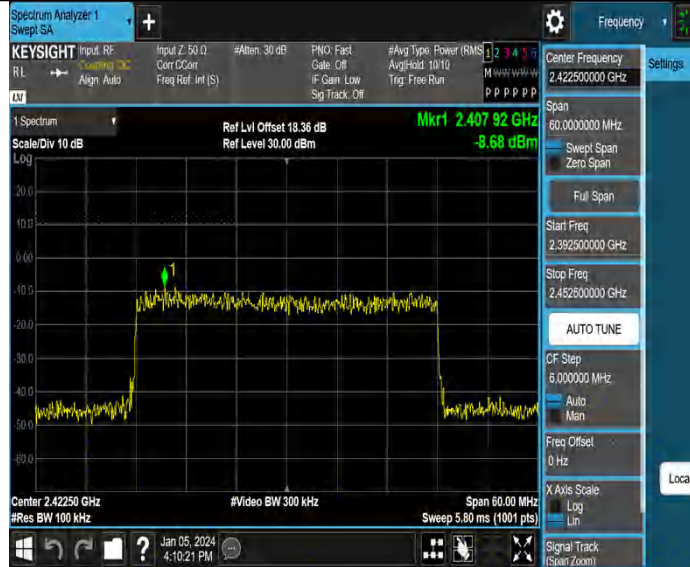 Spectrum Analyzer 1
Swept SA
+
Frequency
KEYSIGHT Input: RF
RL
Coupling: DC
Align: Auto
Input Z: 50 Ω
Corr CCorr
Freq Ref: Int (S)
#Atten: 30 dB
PNO: Fast
Gate: Off
IF Gain: Low
Sig Track: Off
#Avg Type: Power (RMS
Avg|Hold: 10/10
Trig: Free Run
1 2 3 4 5 6
M W W W W W
P P P P P P
LXI
1 Spectrum
Scale/Div 10 dB
Log
Ref Lvl Offset 18.36 dB
Ref Level 30.00 dBm
Mkr1 2.407 92 GHz
-8.68 dBm
20.0
10.0
0.00
-10.0
-20.0
-30.0
-40.0
-50.0
-60.0
1
Center 2.42250 GHz
#Res BW 100 kHz
#Video BW 300 kHz
Span 60.00 MHz
Sweep 5.80 ms (1001 pts)
?
Jan 05, 2024
4:10:21 PM
Center Frequency
2.422500000 GHz
Span
60.0000000 MHz
Swept Span
Zero Span
Full Span
Start Freq
2.392500000 GHz
Stop Freq
2.452500000 GHz
AUTO TUNE
CF Step
6.000000 MHz
Auto
Man
Freq Offset
0 Hz
X Axis Scale
Log
Lin
Signal Track
(Span Zoom)
Settings
Loca